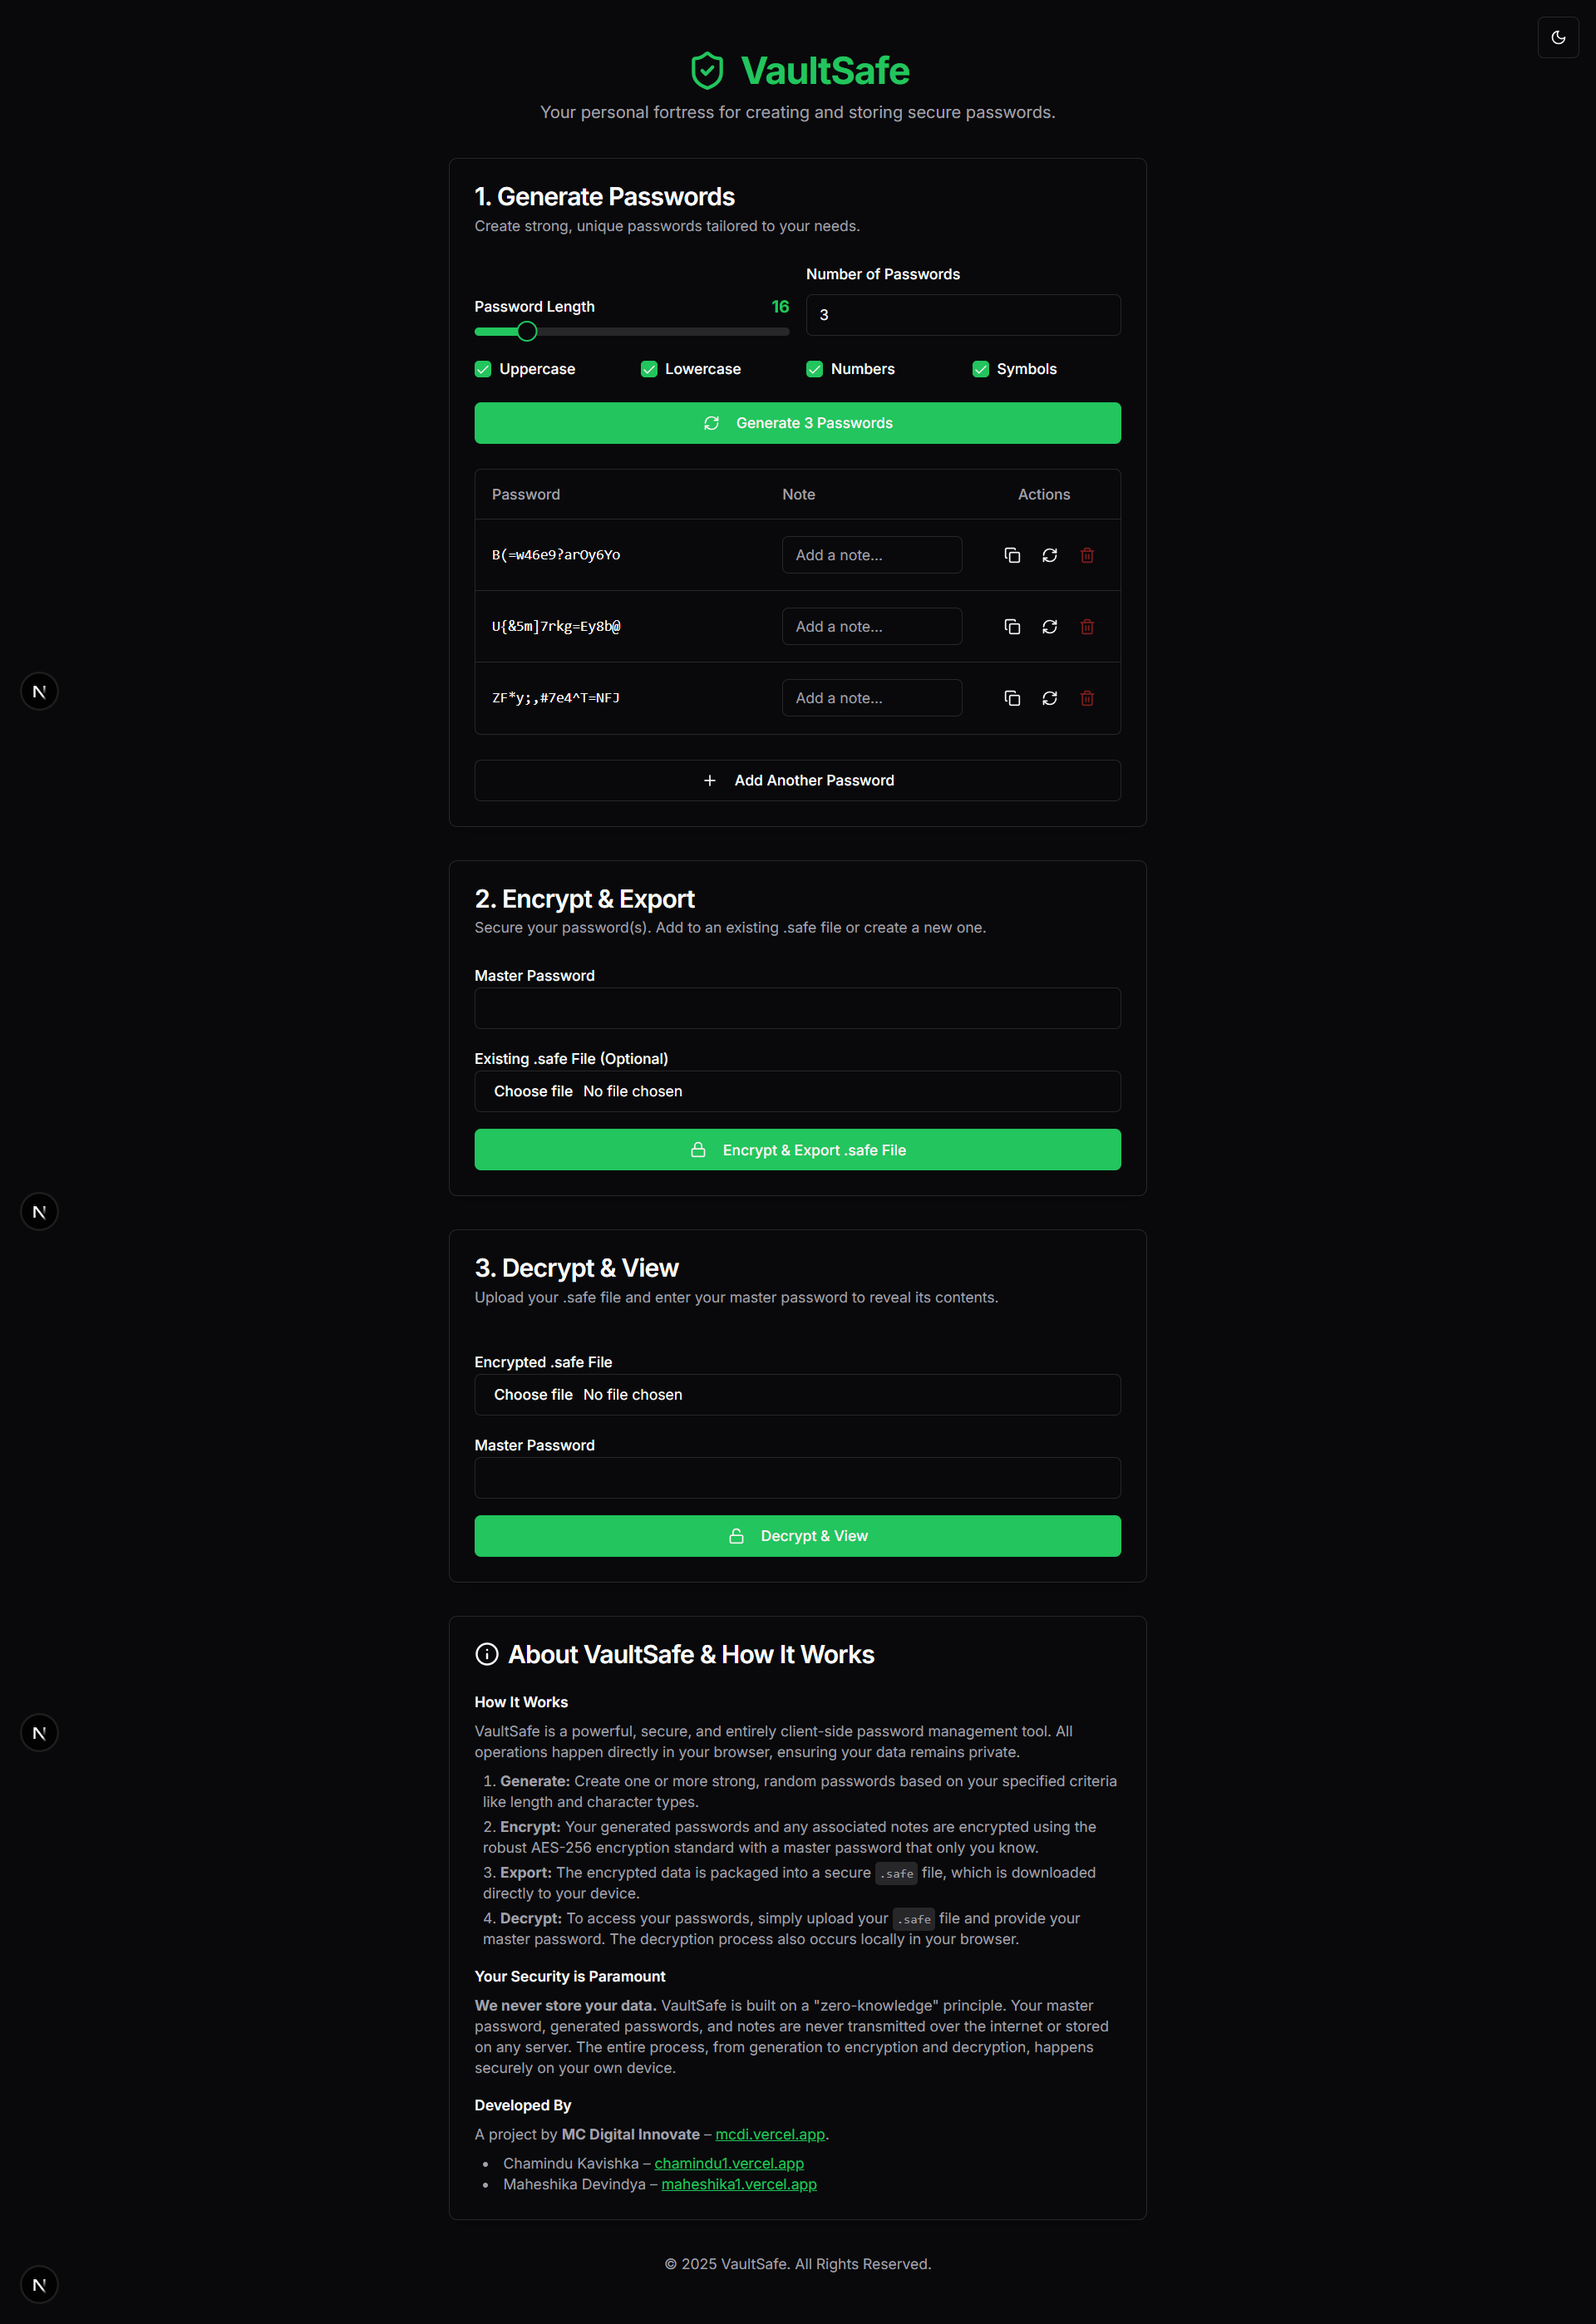 VaultSafe
Your personal fortress for creating and storing secure passwords.
1. Generate Passwords
Create strong, unique passwords tailored to your needs.
Number of Passwords
Password Length 16
3
Uppercase Lowercase Numbers Symbols
Generate 3 Passwords
Password Note Actions
B(=w46e9?arOy6Yo Add a note...
U{&5m]7rkg=Ey8b@ Add a note...
ZF*y;,#7e4^T=NFJ Add a note...
Add Another Password
2. Encrypt & Export
Secure your password(s). Add to an existing .safe file or create a new one.
Master Password
Existing .safe File (Optional)
Choose file No file chosen
Encrypt & Export .safe File
3. Decrypt & View
Upload your .safe file and enter your master password to reveal its contents.
Encrypted .safe File
Choose file No file chosen
Master Password
Decrypt & View
About VaultSafe & How It Works
How It Works
VaultSafe is a powerful, secure, and entirely client-side password management tool. All
operations happen directly in your browser, ensuring your data remains private.
1. Generate: Create one or more strong, random passwords based on your specified criteria
like length and character types.
2. Encrypt: Your generated passwords and any associated notes are encrypted using the
robust AES-256 encryption standard with a master password that only you know.
3. Export: The encrypted data is packaged into a secure .safe file, which is downloaded
directly to your device.
4. Decrypt: To access your passwords, simply upload your .safe file and provide your
master password. The decryption process also occurs locally in your browser.
Your Security is Paramount
We never store your data. VaultSafe is built on a "zero-knowledge" principle. Your master
password, generated passwords, and notes are never transmitted over the internet or stored
on any server. The entire process, from generation to encryption and decryption, happens
securely on your own device.
Developed By
A project by MC Digital Innovate – mcdi.vercel.app.
• Chamindu Kavishka – chamindu1.vercel.app
• Maheshika Devindya – maheshika1.vercel.app
© 2025 VaultSafe. All Rights Reserved.
N
N
N
N